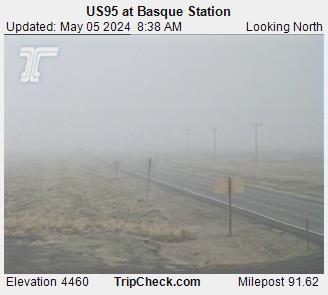 US95 at Basque Station
Updated: May 05 2024 8:38 AM Looking North
Elevation 4460 TripCheck.com Milepost 91.62